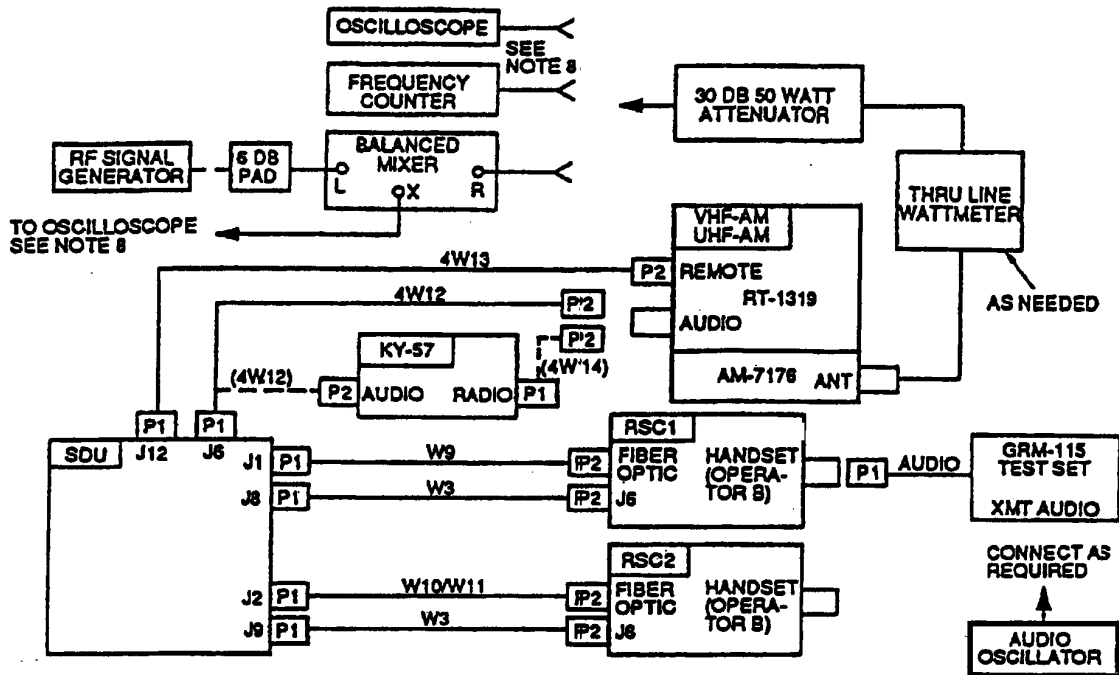 OSCILLOSCOPE
SEE
NOTE 8
FREQUENCY
COUNTER
30 DB 50 WATT
ATTENUATOR
RF SIGNAL
GENERATOR
6 DB
PAD
BALANCED
MIXER
L
X
R
THRU LINE
WATTMETER
TO OSCILLOSCOPE
SEE NOTE 8
VHF-AM
UHF-AM
4W13
P2
REMOTE
RT-1319
AS NEEDED
4W12
P2
AUDIO
P2
KY-57
(4W14)
(4W12)
P2
AUDIO
RADIO
P1
AM-7176
ANT
P1
P1
SDU
J12
J6
RSC1
J1
P1
W9
P2
FIBER
OPTIC
HANDSET
(OPERA-
TOR B)
P1
AUDIO
GRM-115
TEST SET
XMT AUDIO
J8
P1
W3
P2
J6
RSC2
CONNECT AS
REQUIRED
J2
P1
W10/W11
P2
FIBER
OPTIC
HANDSET
(OPERA-
TOR B)
J9
P1
W3
P2
J6
AUDIO
OSCILLATOR